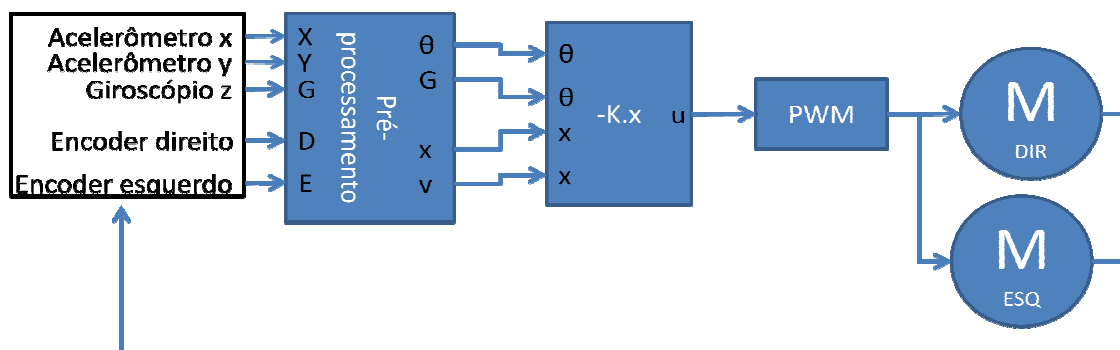 Acelerômetro x
Acelerômetro y
Giroscópio z
Encoder direito
Encoder esquerdo
X
Y
G
D
E
Pré-
processamento
θ
G
x
v
θ
θ
x
x
-K.x
u
PWM
M
DIR
M
ESQ